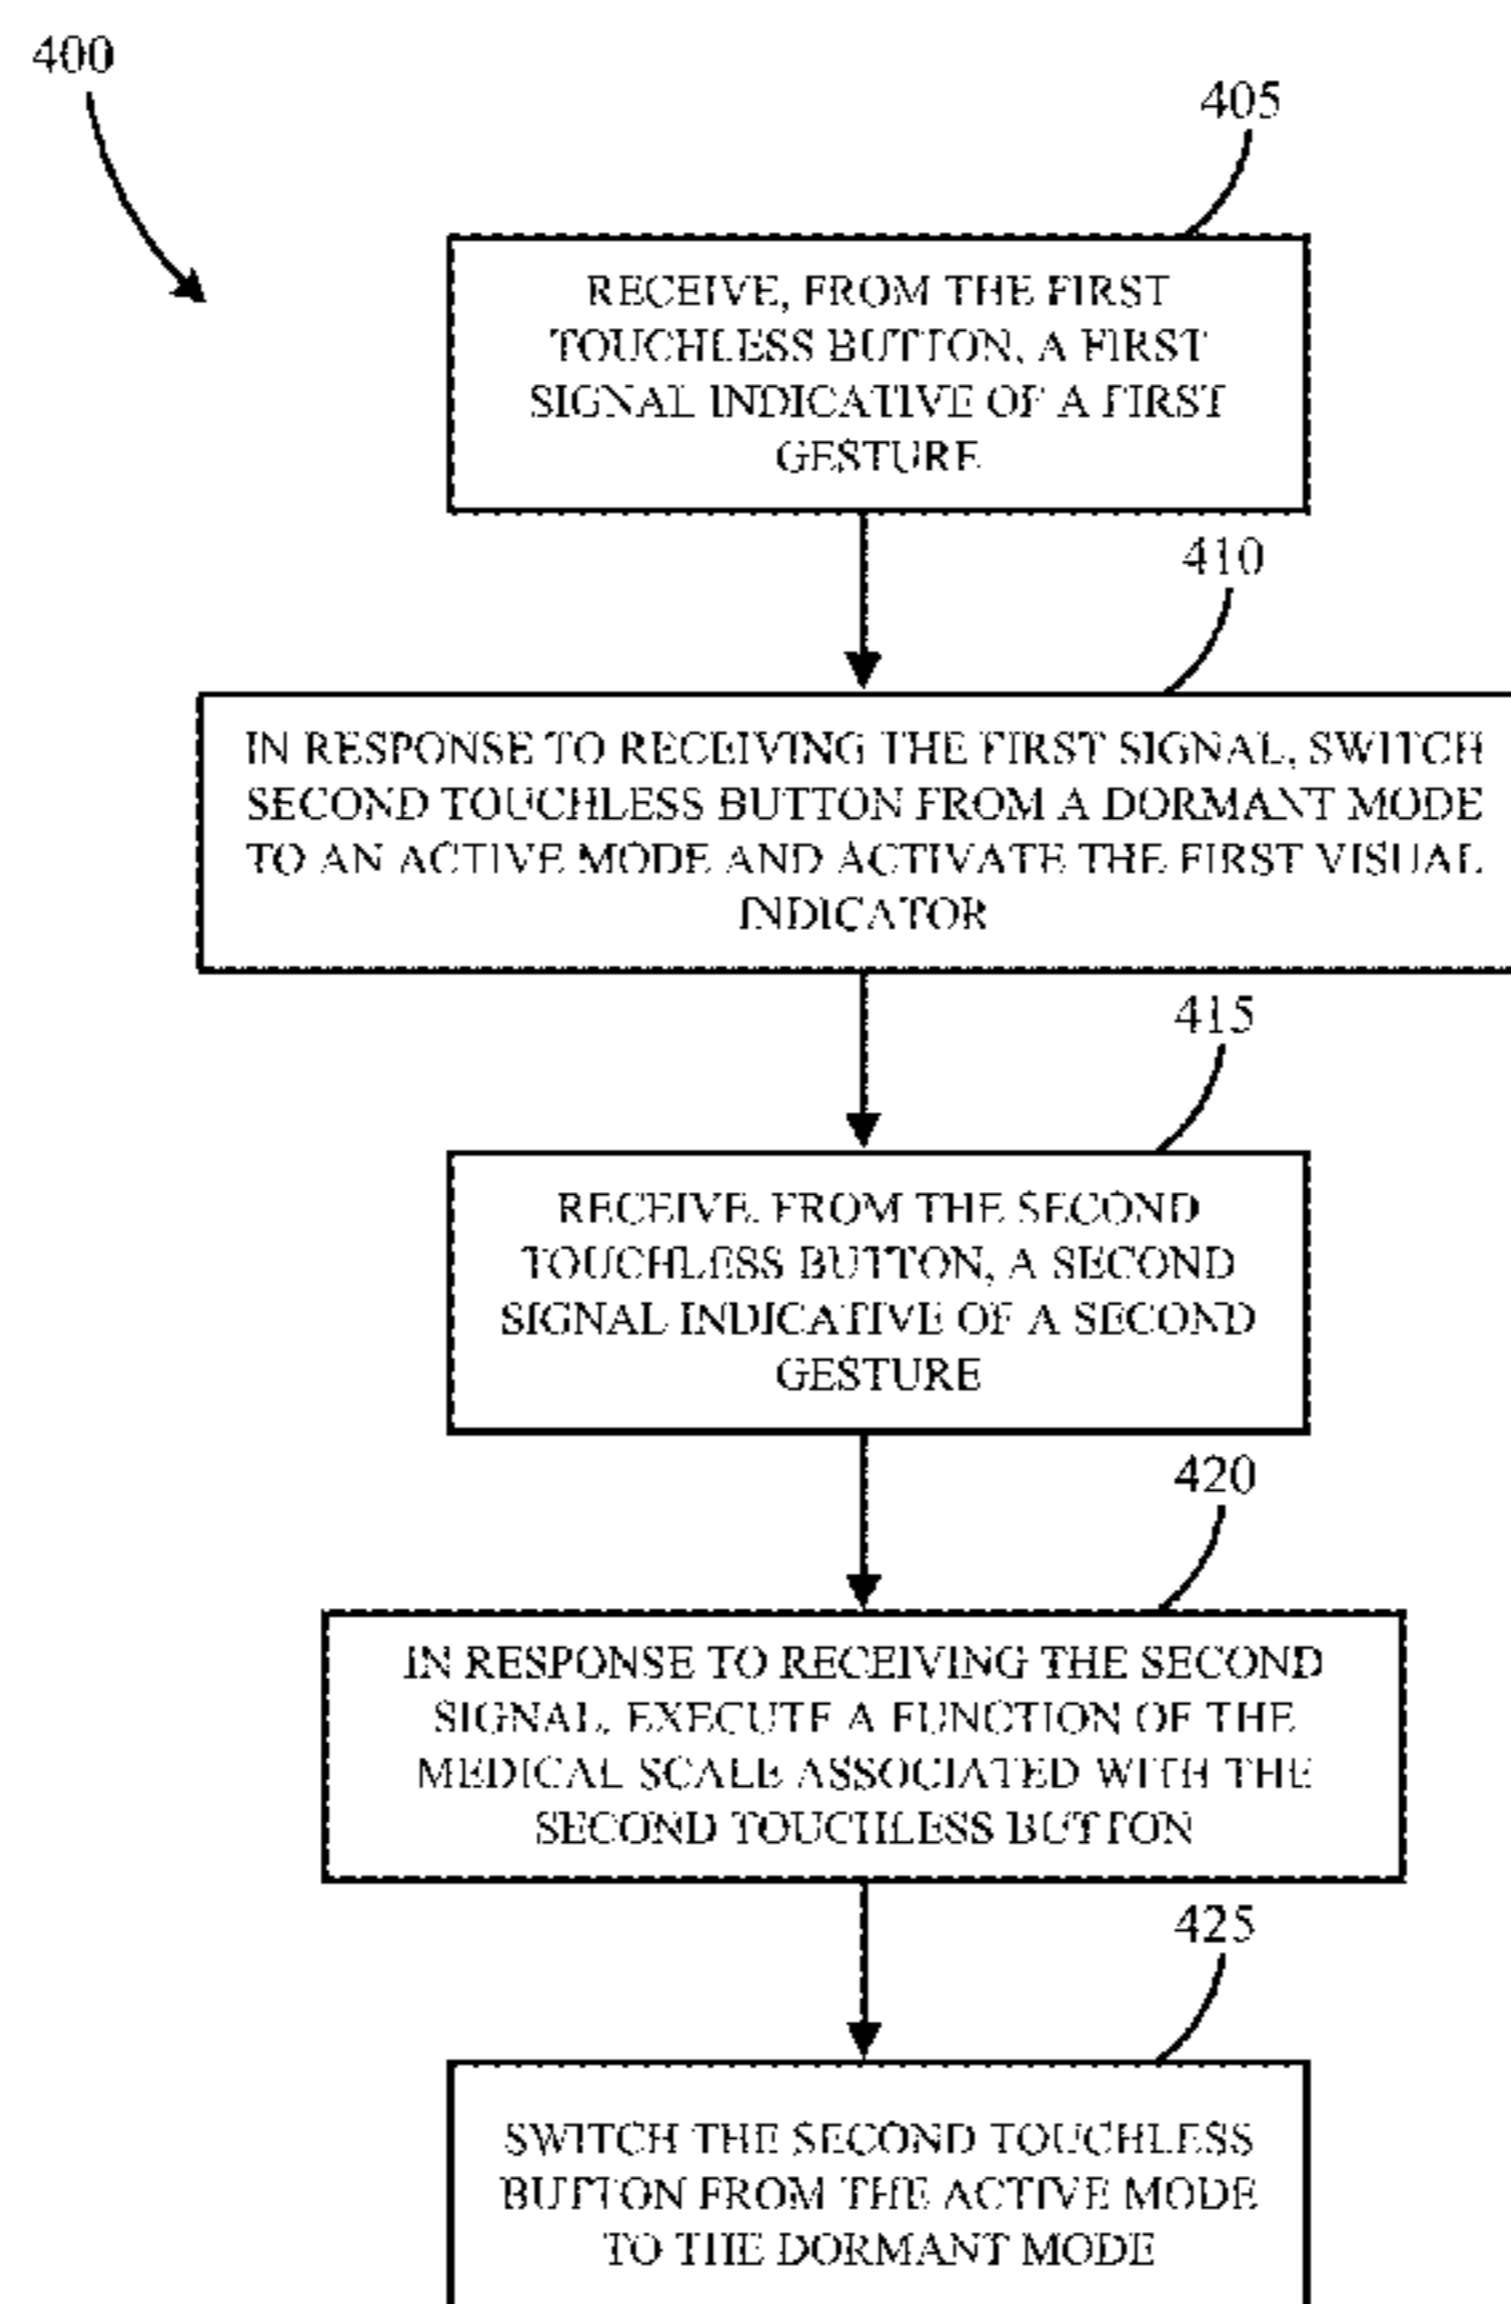 400
405
RECEIVE, FROM THE FIRST
TOUCHLESS BUTTON, A FIRST
SIGNAL INDICATIVE OF A FIRST
GESTURE
410
IN RESPONSE TO RECEIVING THE FIRST SIGNAL, SWITCH
SECOND TOUCHLESS BUTTON FROM A DORMANT MODE
TO AN ACTIVE MODE AND ACTIVATE THE FIRST VISUAL
INDICATOR
415
RECEIVE, FROM THE SECOND
TOUCHLESS BUTTON, A SECOND
SIGNAL INDICATIVE OF A SECOND
GESTURE
420
IN RESPONSE TO RECEIVING THE SECOND
SIGNAL, EXECUTE A FUNCTION OF THE
MEDICAL SCALE ASSOCIATED WITH THE
SECOND TOUCHLESS BUTTON
425
SWITCH THE SECOND TOUCHLESS
BUTTON FROM THE ACTIVE MODE
TO THE DORMANT MODE